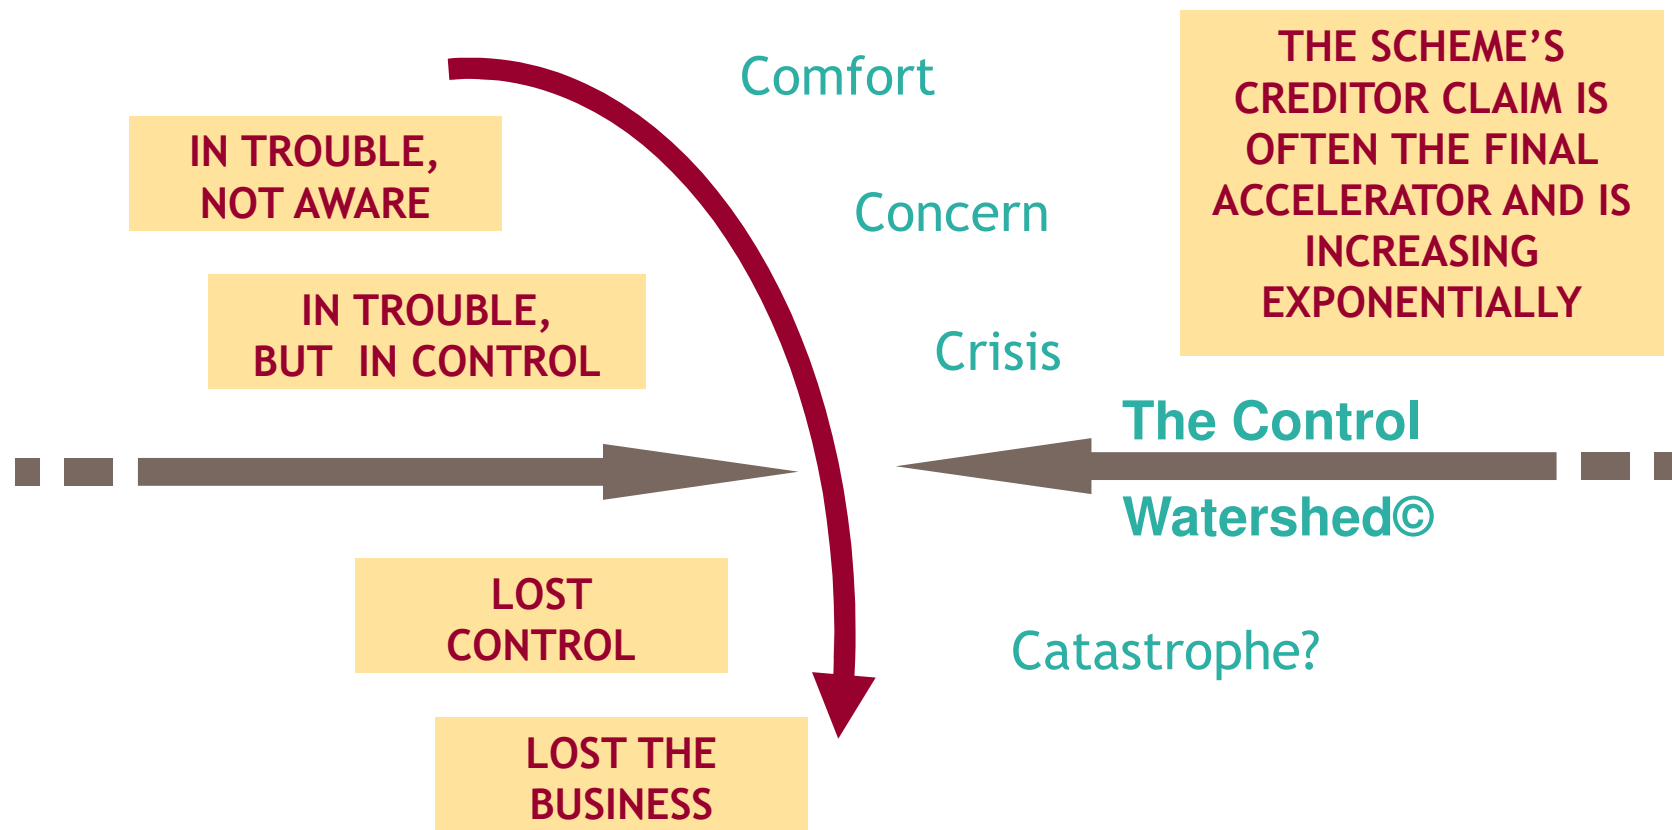 Comfort
THE SCHEME’S
CREDITOR CLAIM IS
OFTEN THE FINAL
ACCELERATOR AND IS
INCREASING
EXPONENTIALLY
IN TROUBLE,
NOT AWARE
Concern
IN TROUBLE,
BUT IN CONTROL
Crisis
The Control
Watershed©
LOST
CONTROL
Catastrophe?
LOST THE
BUSINESS